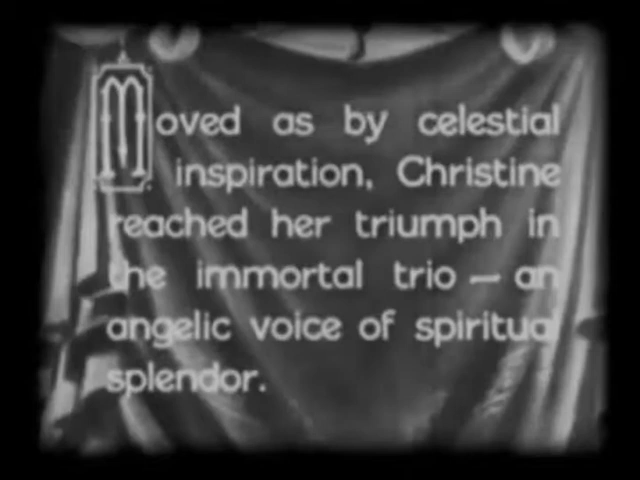 Moved as by celestial
inspiration, Christine
reached her triumph in
the immortal trio — an
angelic voice of spiritual
splendor.